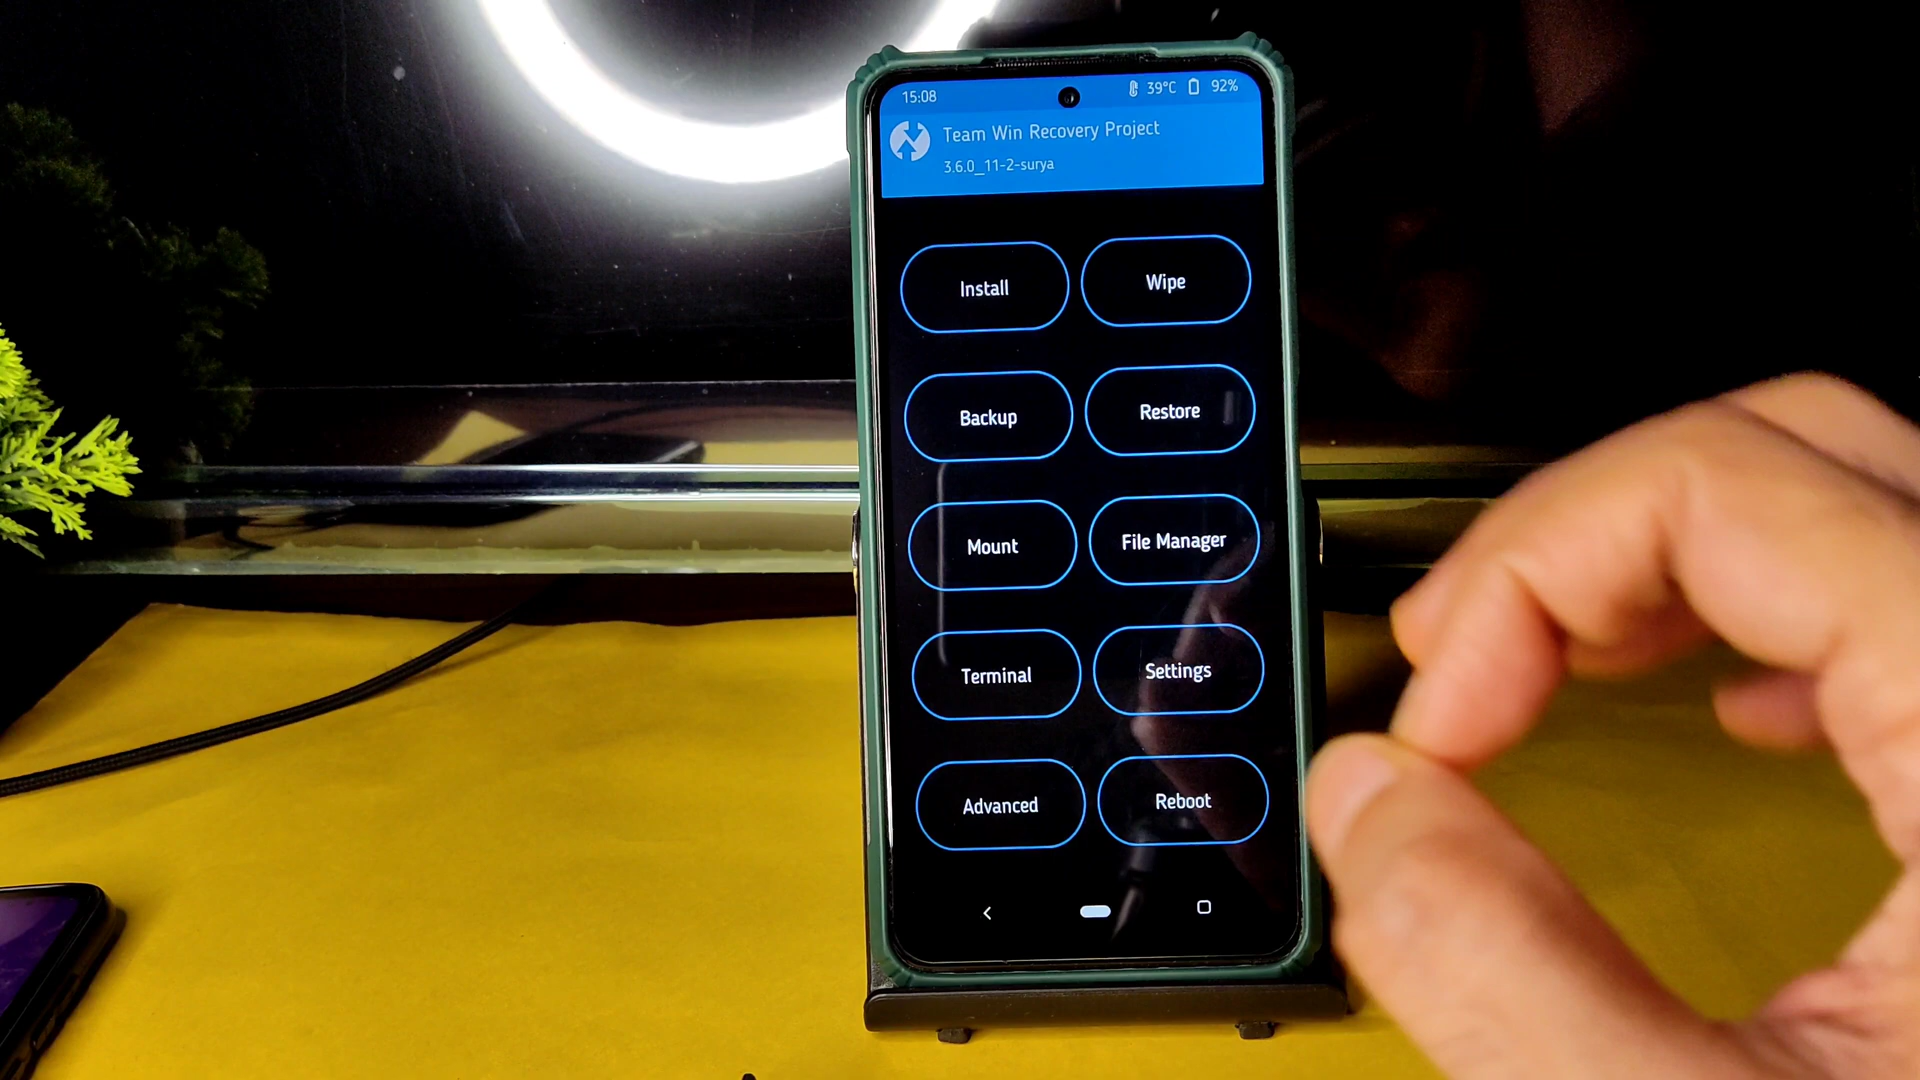 15:08 39°C 92%
Team Win Recovery Project
3.6.0_11-2-surya
Install Wipe
Backup Restore
Mount File Manager
Terminal Settings
Advanced Reboot